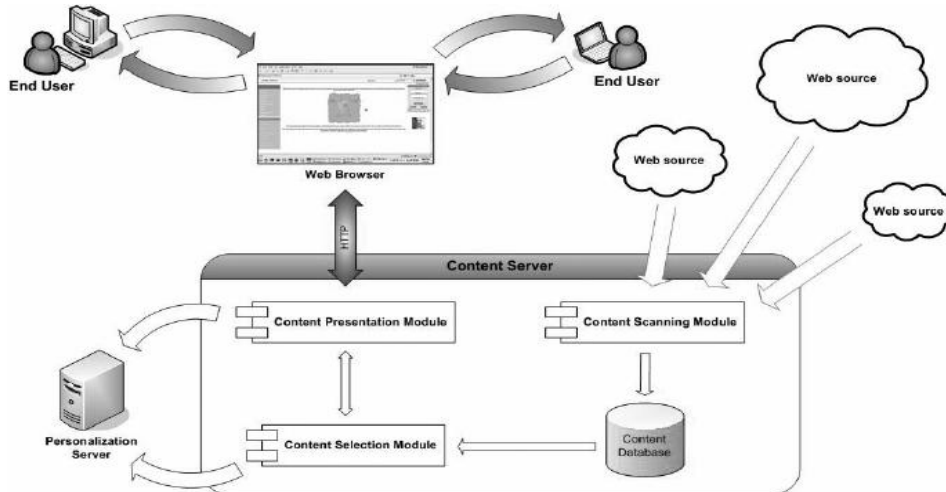 Web source
End User
End User
Web source
Web Browser
Web source
HTTP
Content Server
Content Presentation Module
Content Scanning Module
Personalization
Server
Content Selection Module
Content
Database